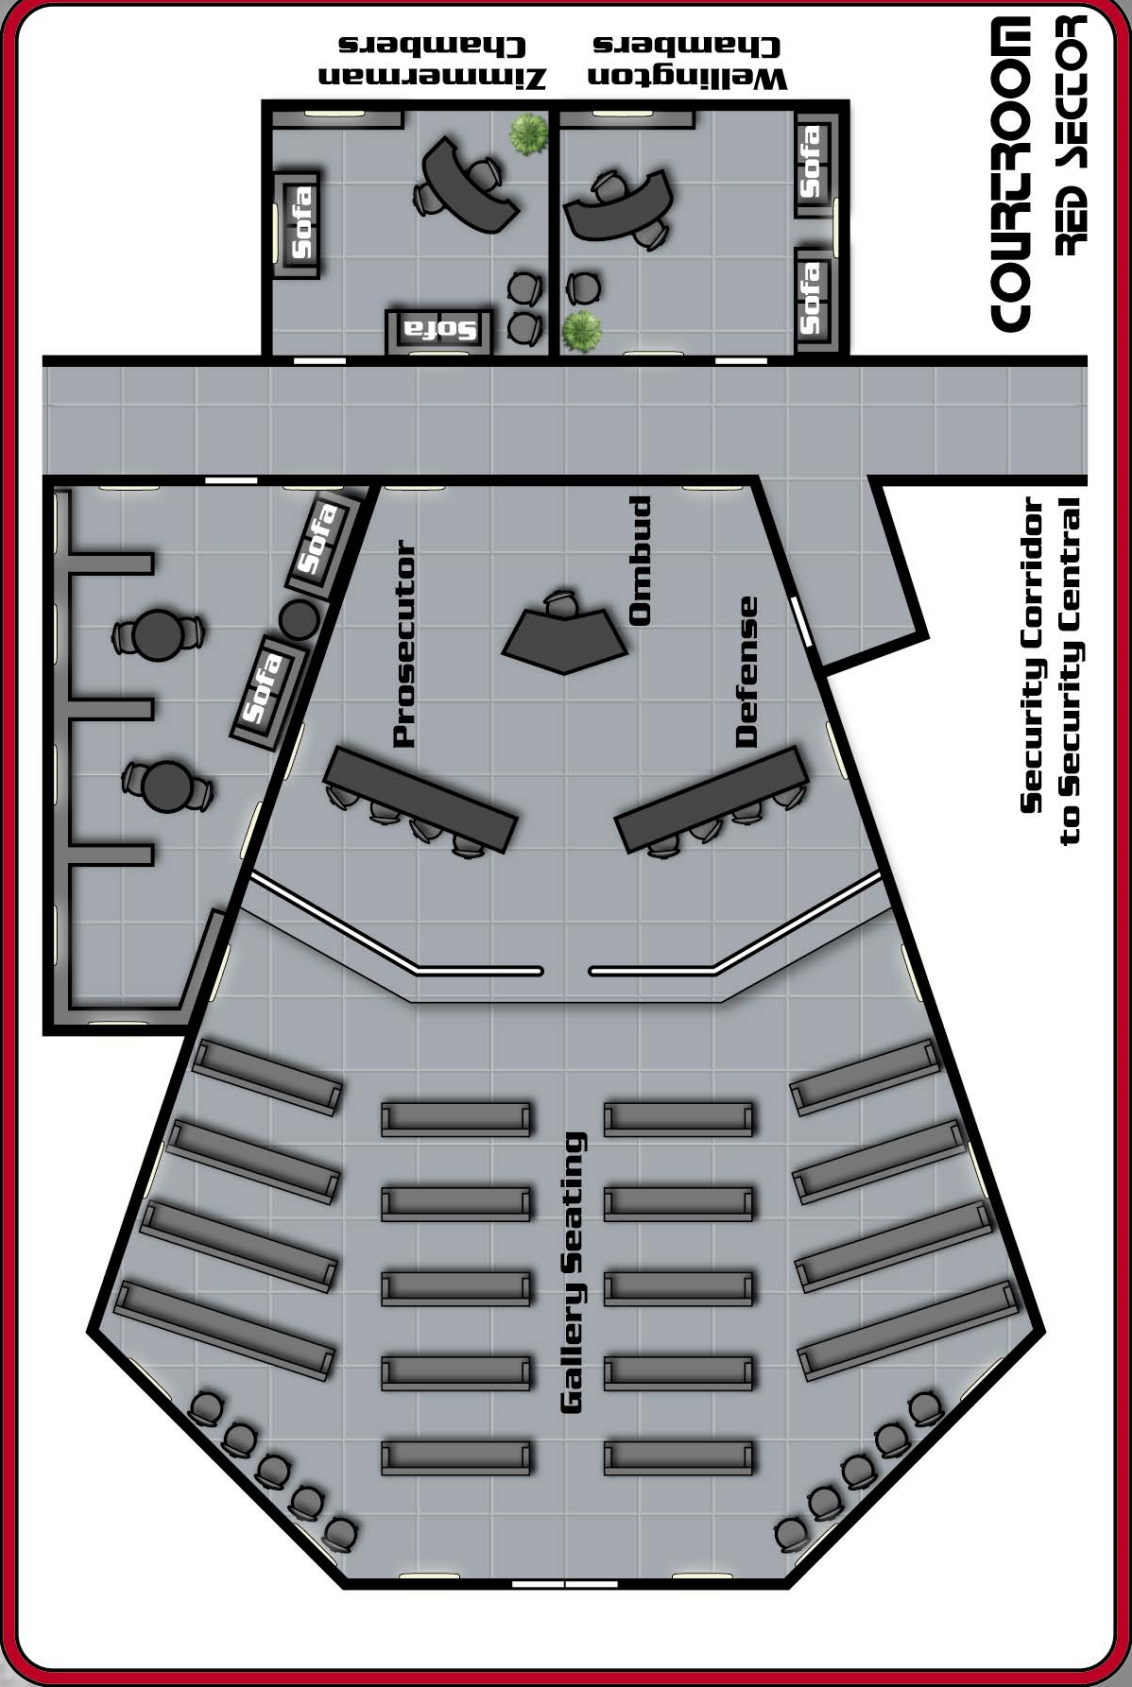 COURTROOM
RED SECTOR
Zimmerman
Chambers
Wellington
Chambers
Sofa
Sofa
Sofa
Sofa
Security Corridor
to Security Central
Sofa
Sofa
Prosecutor
Ombud
Defense
Gallery Seating